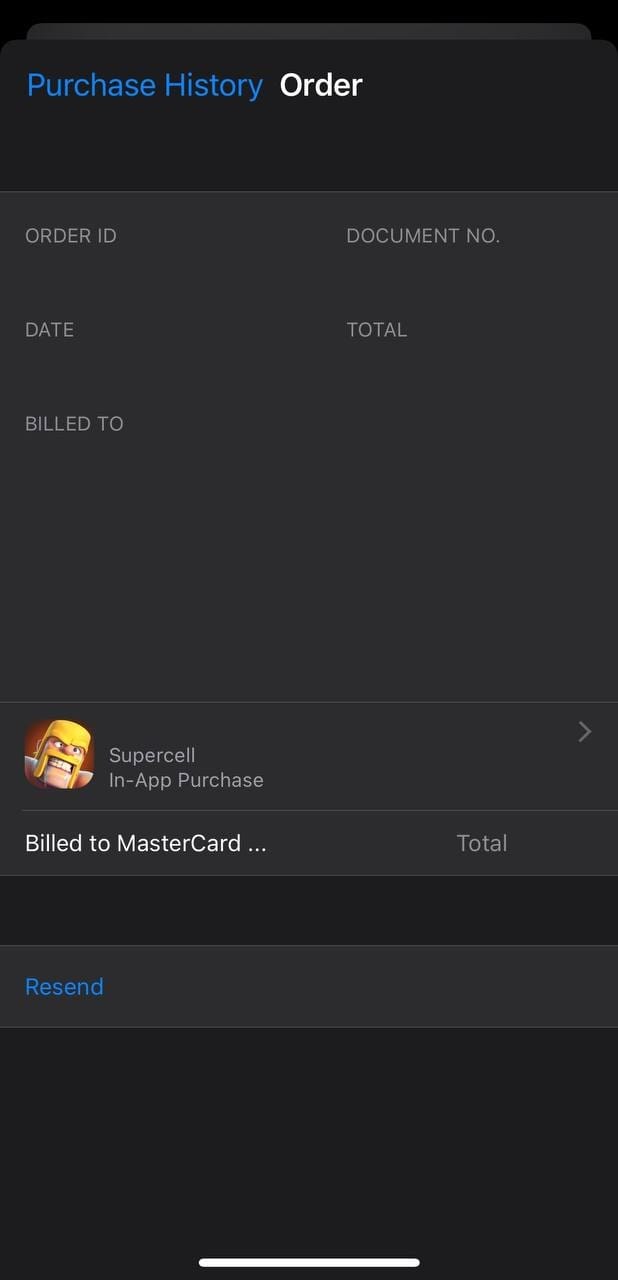 Purchase History Order
ORDER ID DOCUMENT NO.
DATE TOTAL
BILLED TO
Supercell
In-App Purchase
Billed to MasterCard ... Total
Resend